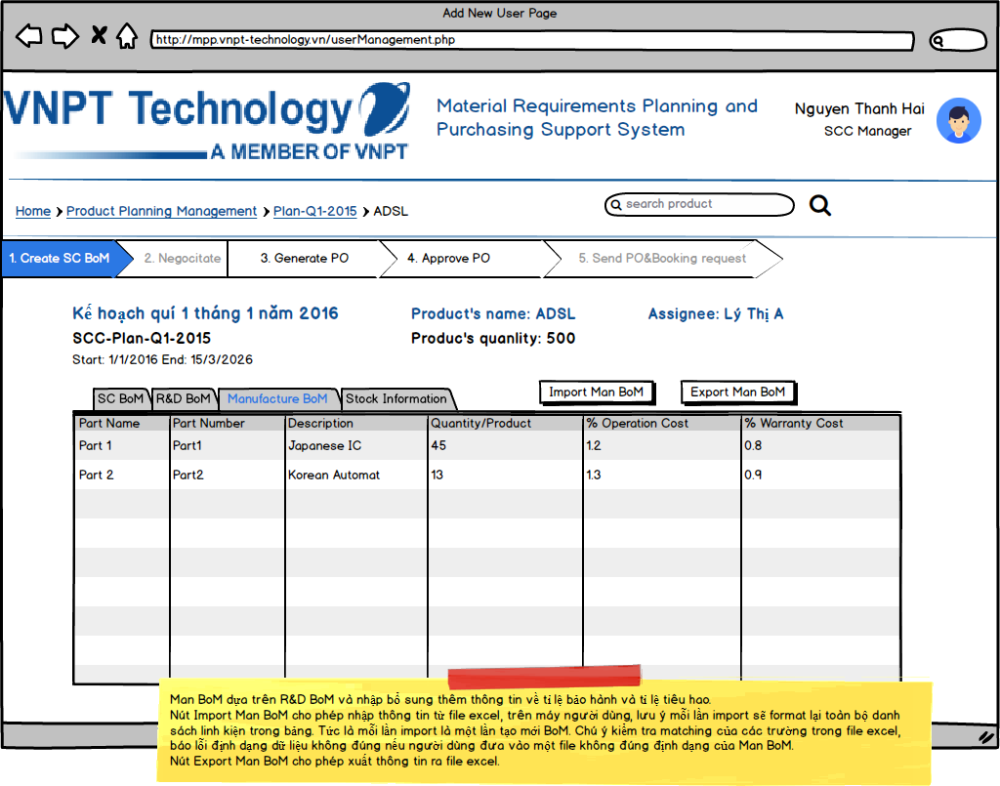 Add New User Page
http://mpp.vnpt-technology.vn/userManagement.php
VNPT Technology
A MEMBER OF VNPT
Material Requirements Planning and
Purchasing Support System
Nguyen Thanh Hai
SCC Manager
Home Product Planning Management Plan-Q1-2015 ADSL
search product
1. Create SC BoM 2. Negocitate 3. Generate PO 4. Approve PO 5. Send PO&Booking request
Kế hoạch quí 1 tháng 1 năm 2016 Product's name: ADSL Assignee: Lý Thị A
SCC-Plan-Q1-2015 Produc's quanlity: 500
Start: 1/1/2016 End: 15/3/2026
Import Man BoM Export Man BoM
SC BoM R&D BoM Manufacture BoM Stock Information
Part Name Part Number Description Quantity/Product % Operation Cost % Warranty Cost
Part 1 Part1 Japanese IC 45 1.2 0.8
Part 2 Part2 Korean Automat 13 1.3 0.9
Man BoM dựa trên R&D BoM và nhập bổ sung thêm thông tin về tỉ lệ bảo hành và tỉ lệ tiêu hao.
Nút Import Man BoM cho phép nhập thông tin từ file excel, trên máy người dùng, lưu ý mỗi lần import sẽ format lại toàn bộ danh
sách linh kiện trong bảng. Tức là mỗi lần import là một lần tạo mới BoM. Chú ý kiểm tra matching của các trường trong file excel,
báo lỗi định dạng dữ liệu không đúng nếu người dùng đưa vào một file không đúng định dạng của Man BoM.
Nút Export Man BoM cho phép xuất thông tin ra file excel.